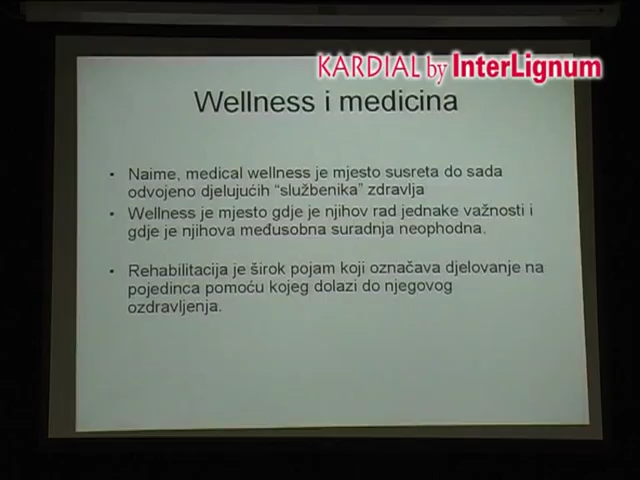 KARDIAL by InterLignum
Wellness i medicina
• Naime, medical wellness je mjesto susreta do sada
odvojeno djelujućih “službenika” zdravlja
• Wellness je mjesto gdje je njihov rad jednake važnosti i
gdje je njihova međusobna suradnja neophodna.
• Rehabilitacija je širok pojam koji označava djelovanje na
pojedinca pomoću kojeg dolazi do njegovog
ozdravljenja.